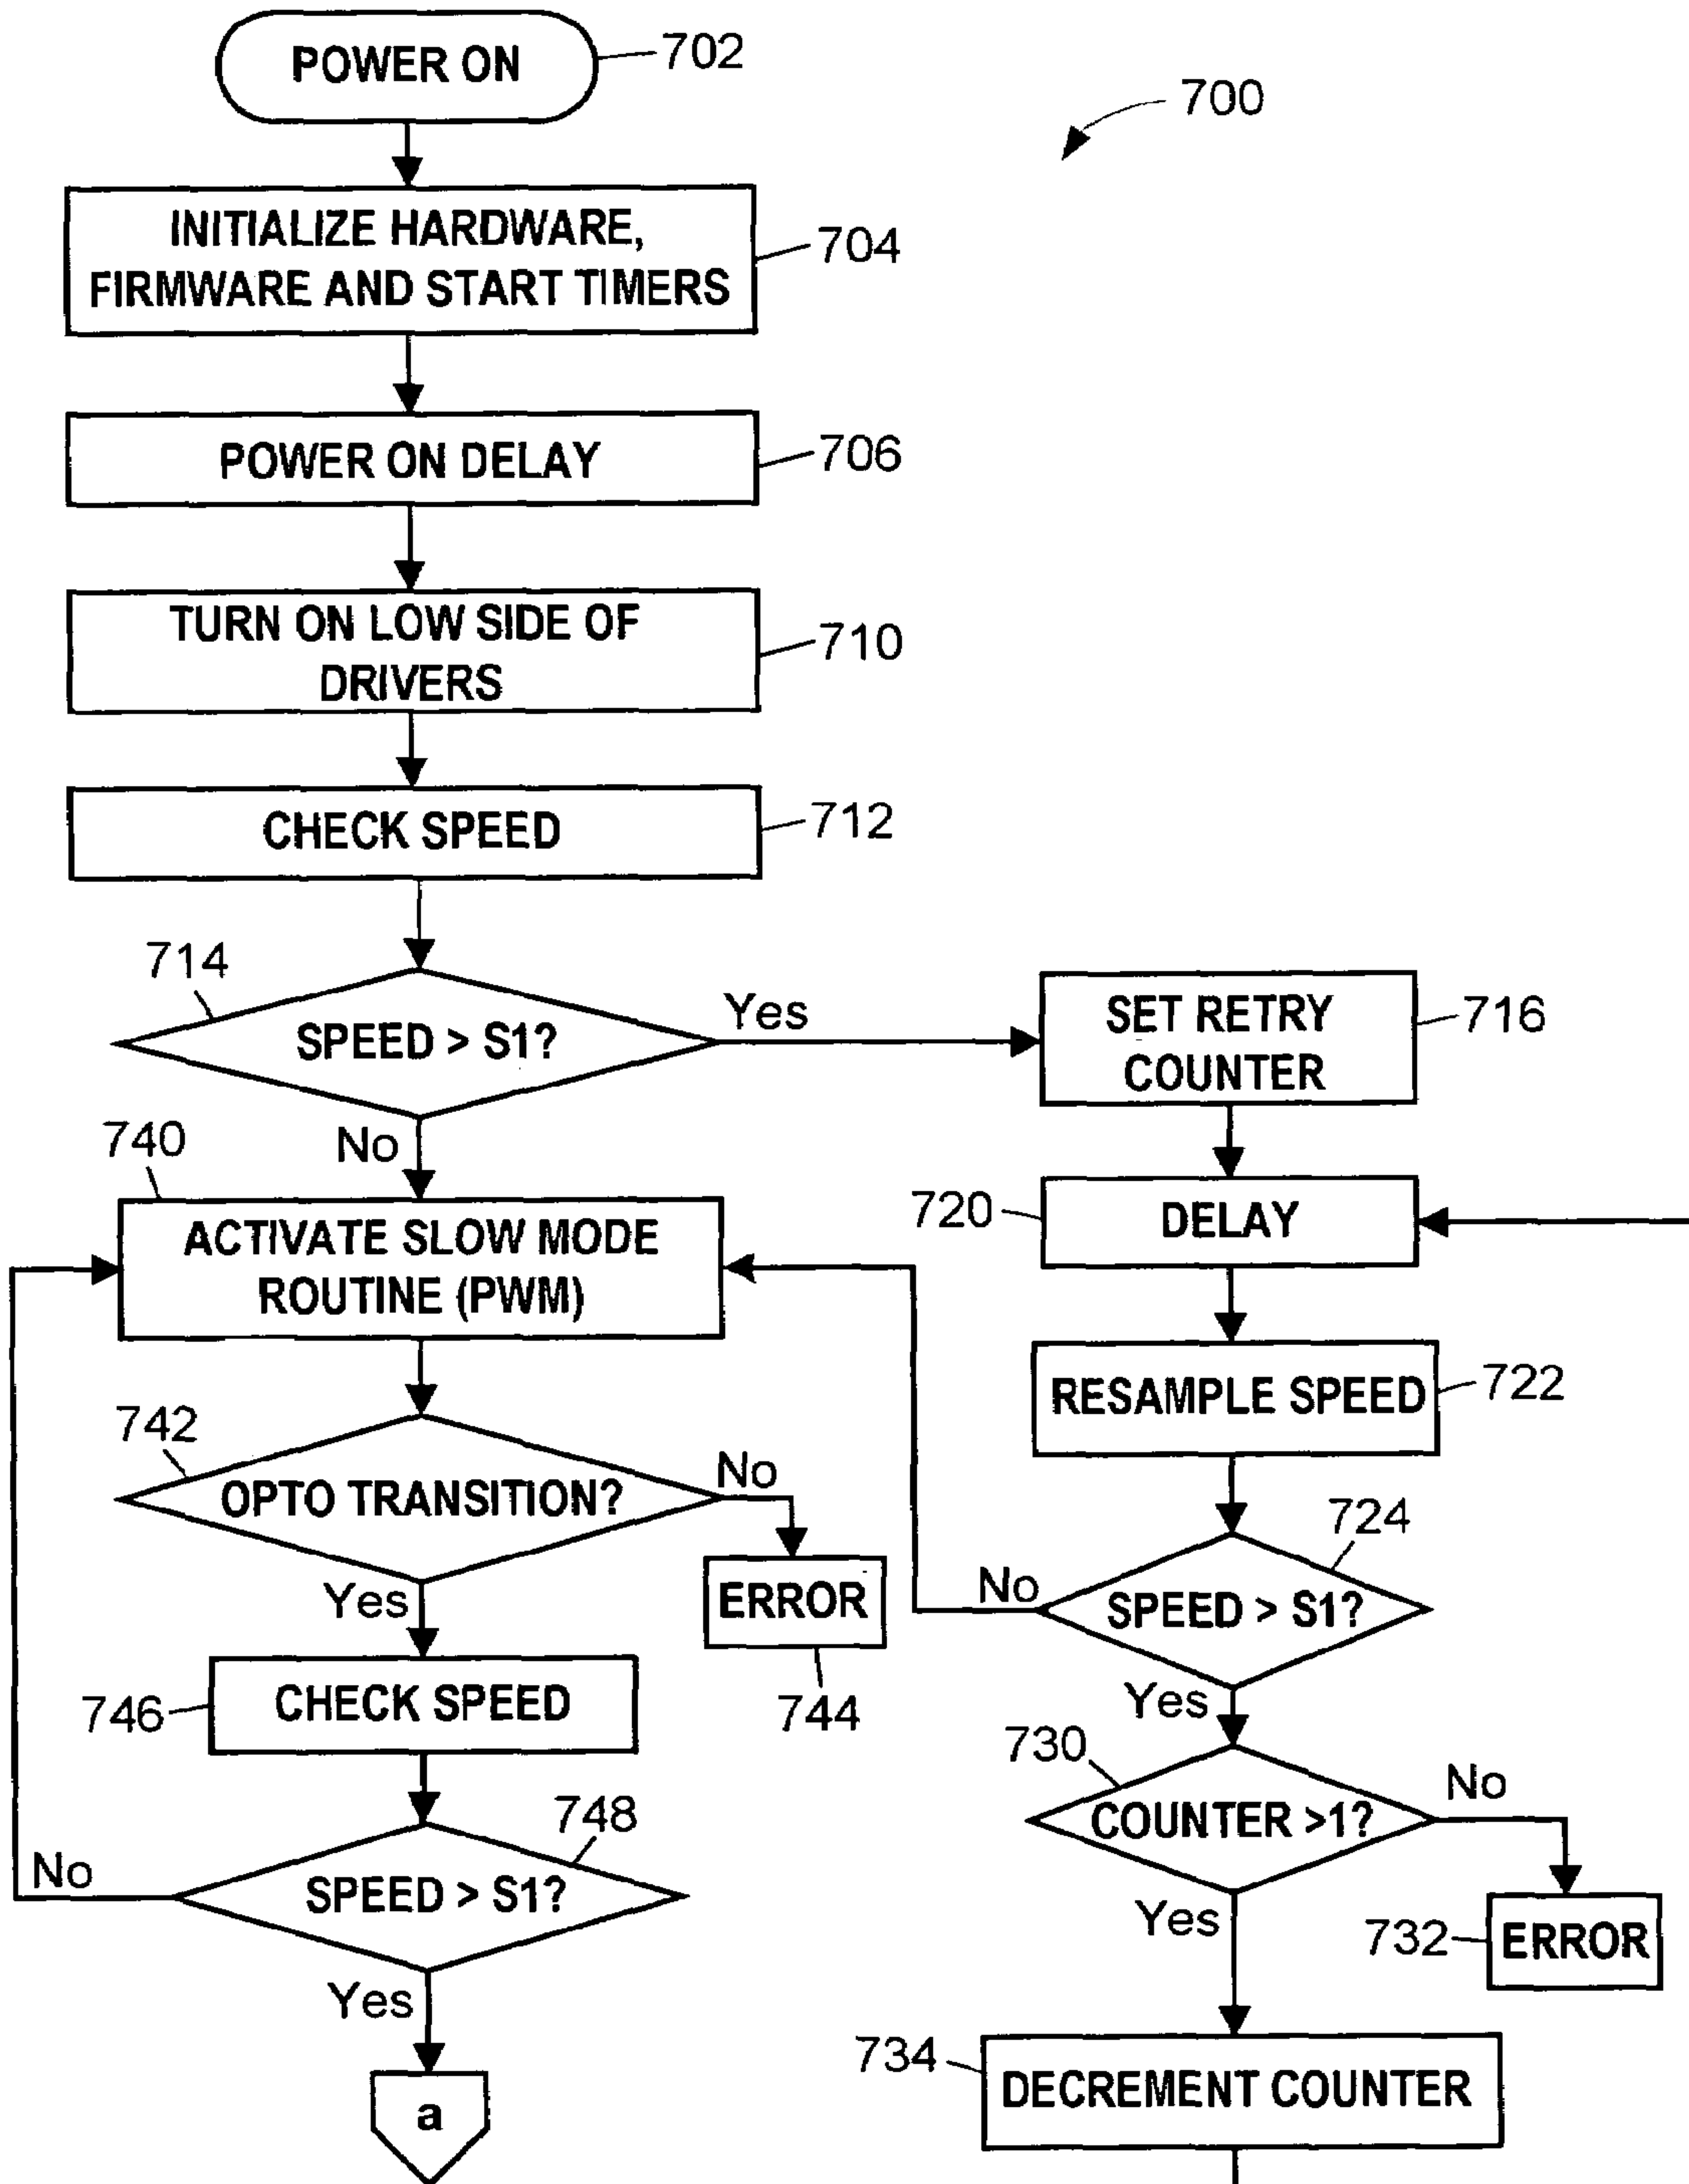 POWER ON
702
700
INITIALIZE HARDWARE,
FIRMWARE AND START TIMERS
704
POWER ON DELAY
706
TURN ON LOW SIDE OF
DRIVERS
710
CHECK SPEED
712
714
SPEED > S1?
Yes
No
SET RETRY
COUNTER
716
740
ACTIVATE SLOW MODE
ROUTINE (PWM)
720
DELAY
RESAMPLE SPEED
722
742
OPTO TRANSITION?
No
Yes
ERROR
744
724
SPEED > S1?
No
Yes
746
CHECK SPEED
730
COUNTER >1?
No
Yes
732
ERROR
748
SPEED > S1?
No
Yes
734
DECREMENT COUNTER
a